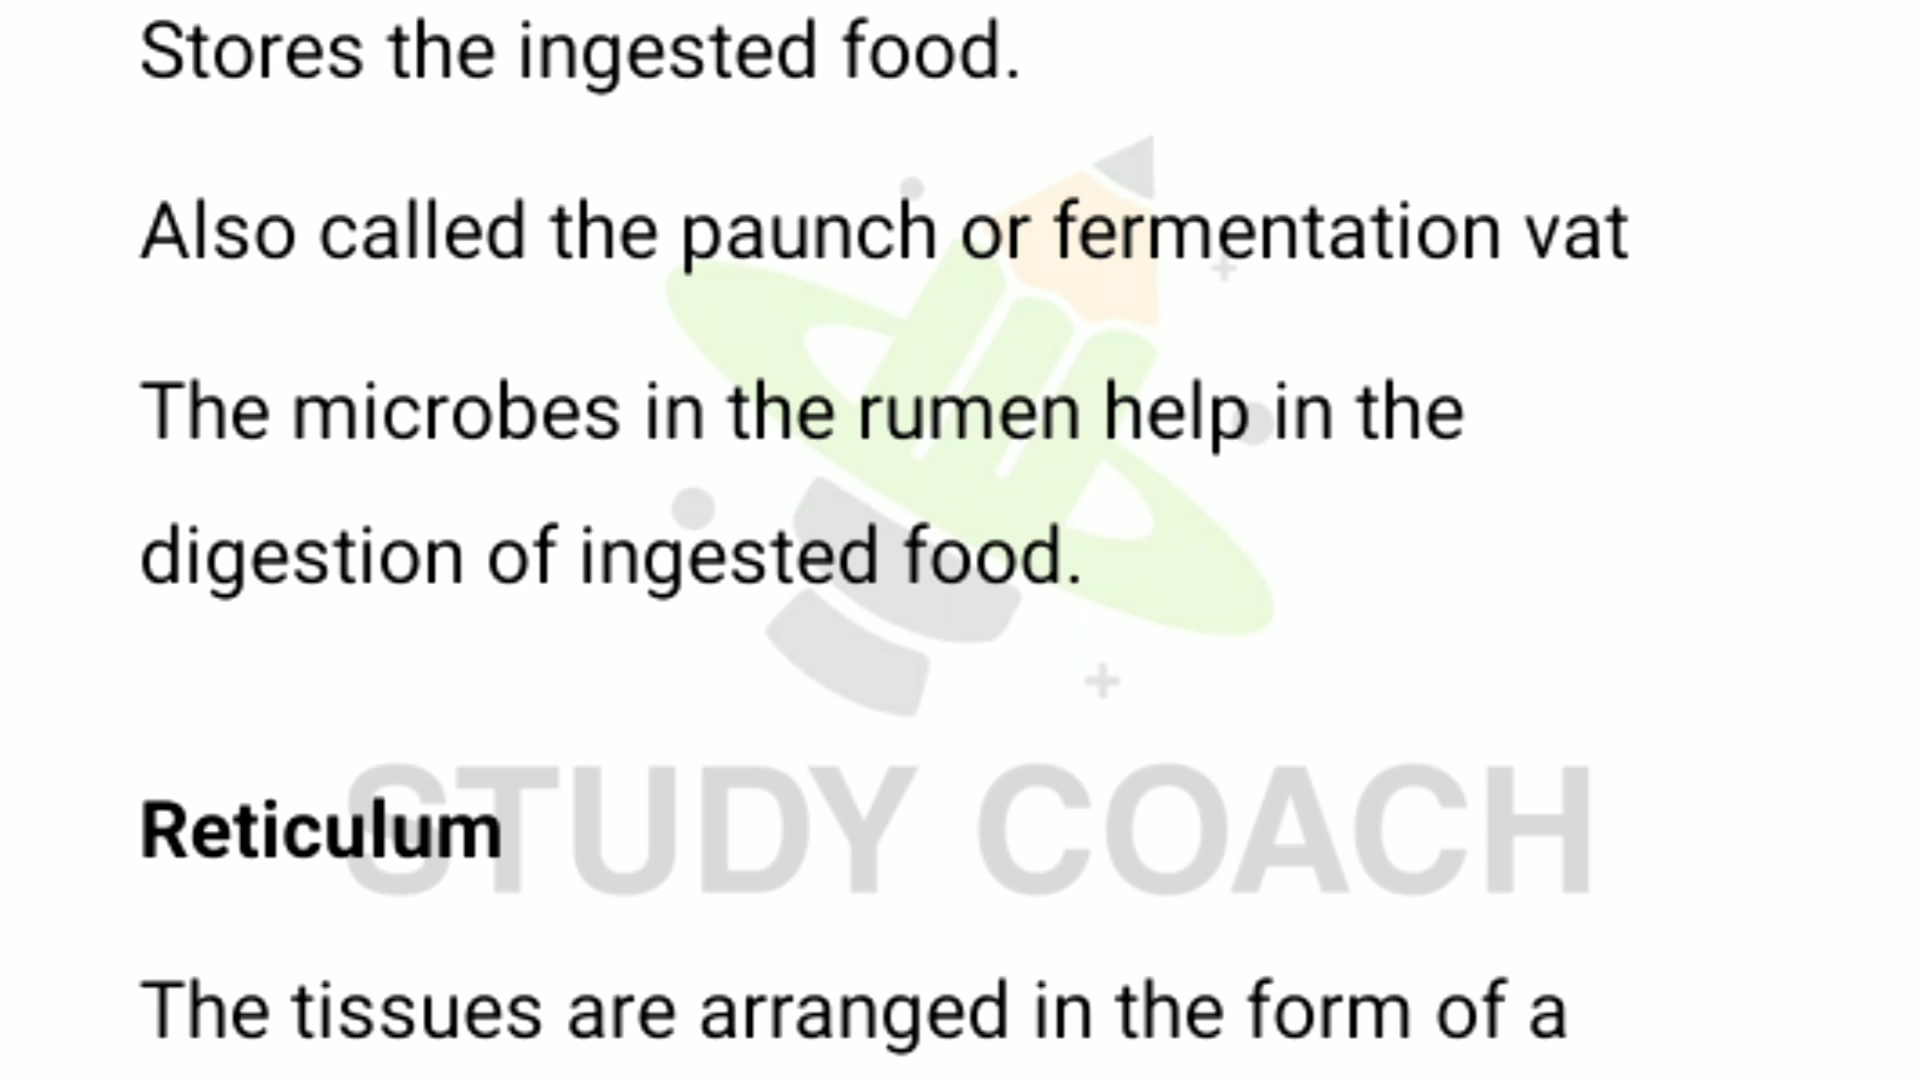 Stores the ingested food.
Also called the paunch or fermentation vat
The microbes in the rumen help in the
digestion of ingested food.
STUDY COACH
Reticulum
The tissues are arranged in the form of a